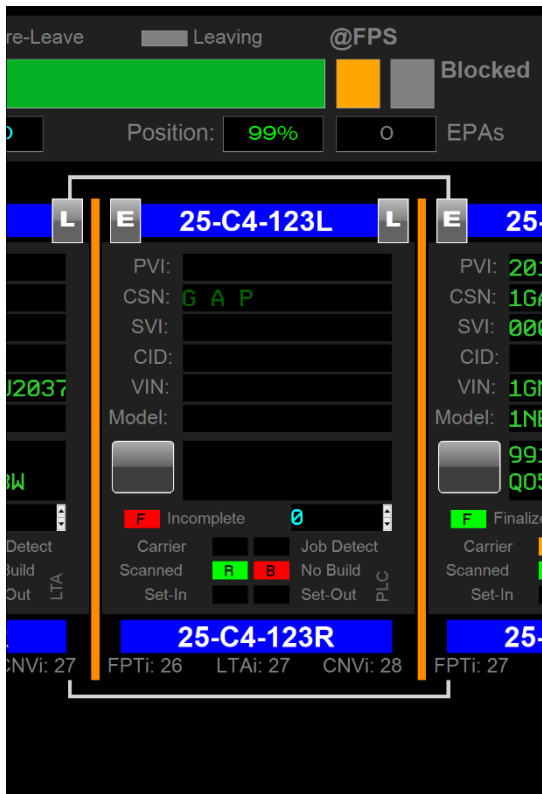 re-Leave Leaving @FPS
Blocked
Position: 99% 0 EPAs
L E 25-C4-123L L E 25-
PVI: PVI: 201
CSN: G A P CSN: 1GA
SVI: SVI: 000
CID: CID:
J2037 VIN: VIN: 1GN
Model: Model: 1NE
991
3W Q05
F Incomplete 0 F Finalize
Detect Carrier Job Detect Carrier
Build Scanned R B No Build Scanned
Out LTA Set-In Set-Out PLC Set-In
25-C4-123R 25-
CNVi: 27 FPTi: 26 LTAi: 27 CNVi: 28 FPTi: 27